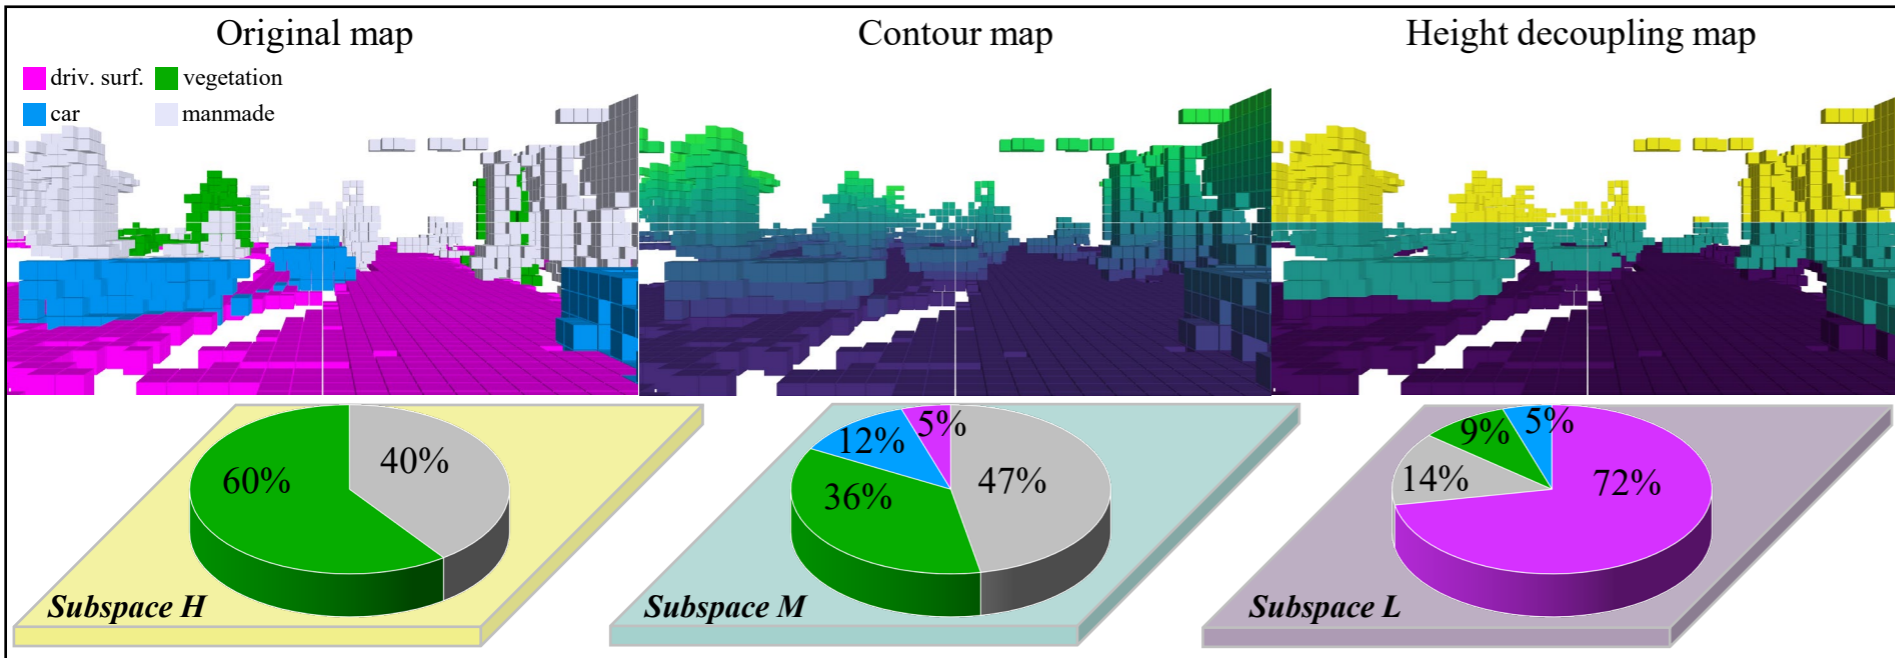 Original map
Contour map
Height decoupling map
driv. surf.
vegetation
car
manmade
60%
40%
Subspace H
12%
5%
36%
47%
Subspace M
9%
5%
14%
72%
Subspace L